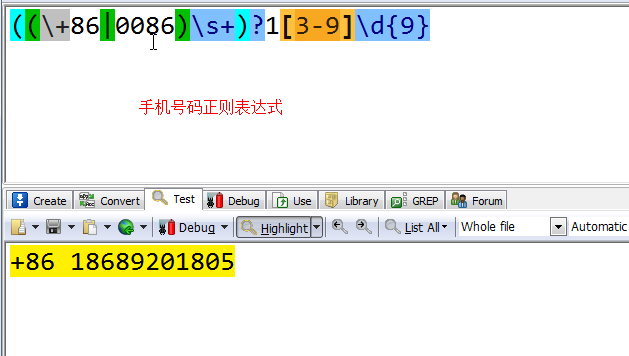 ((\+86|0086)\s+)?1[3-9]\d{9}
手机号码正则表达式
Create Convert Test Debug Use Library GREP Forum
Debug Highlight List All Whole file Automatic
+86 18689201805